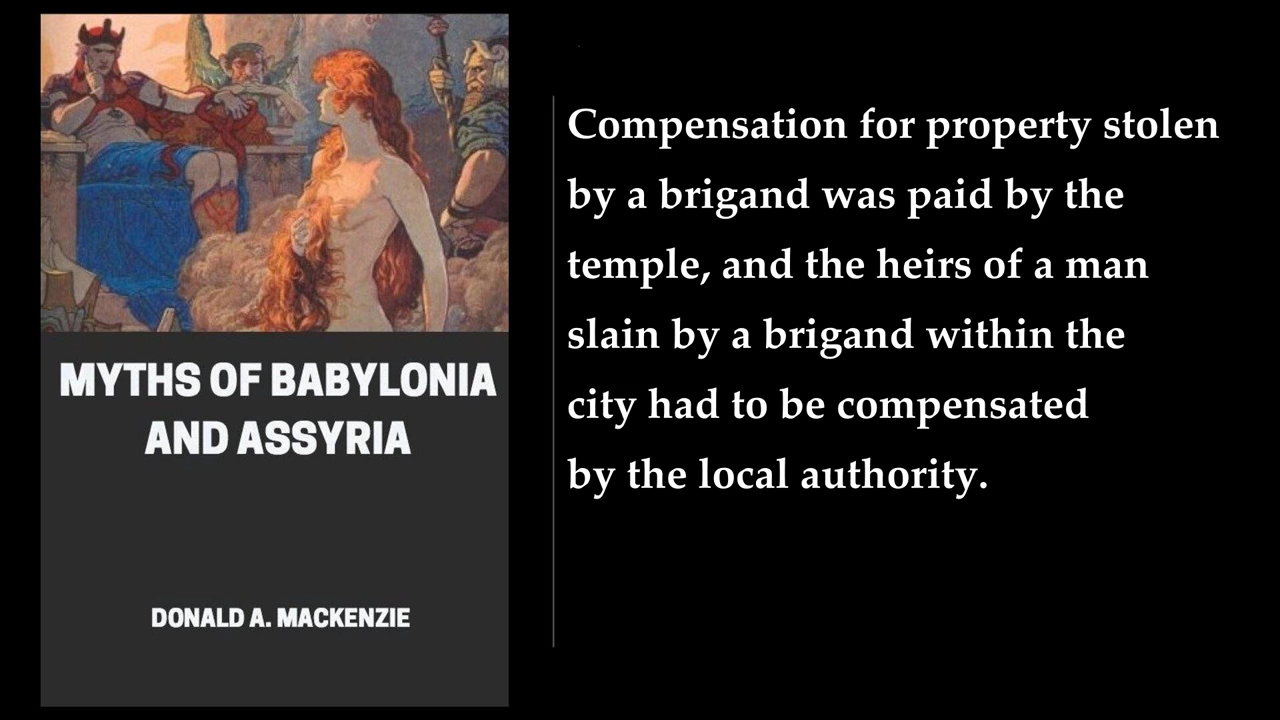 MYTHS OF BABYLONIA
AND ASSYRIA
DONALD A. MACKENZIE
Compensation for property stolen
by a brigand was paid by the
temple, and the heirs of a man
slain by a brigand within the
city had to be compensated
by the local authority.